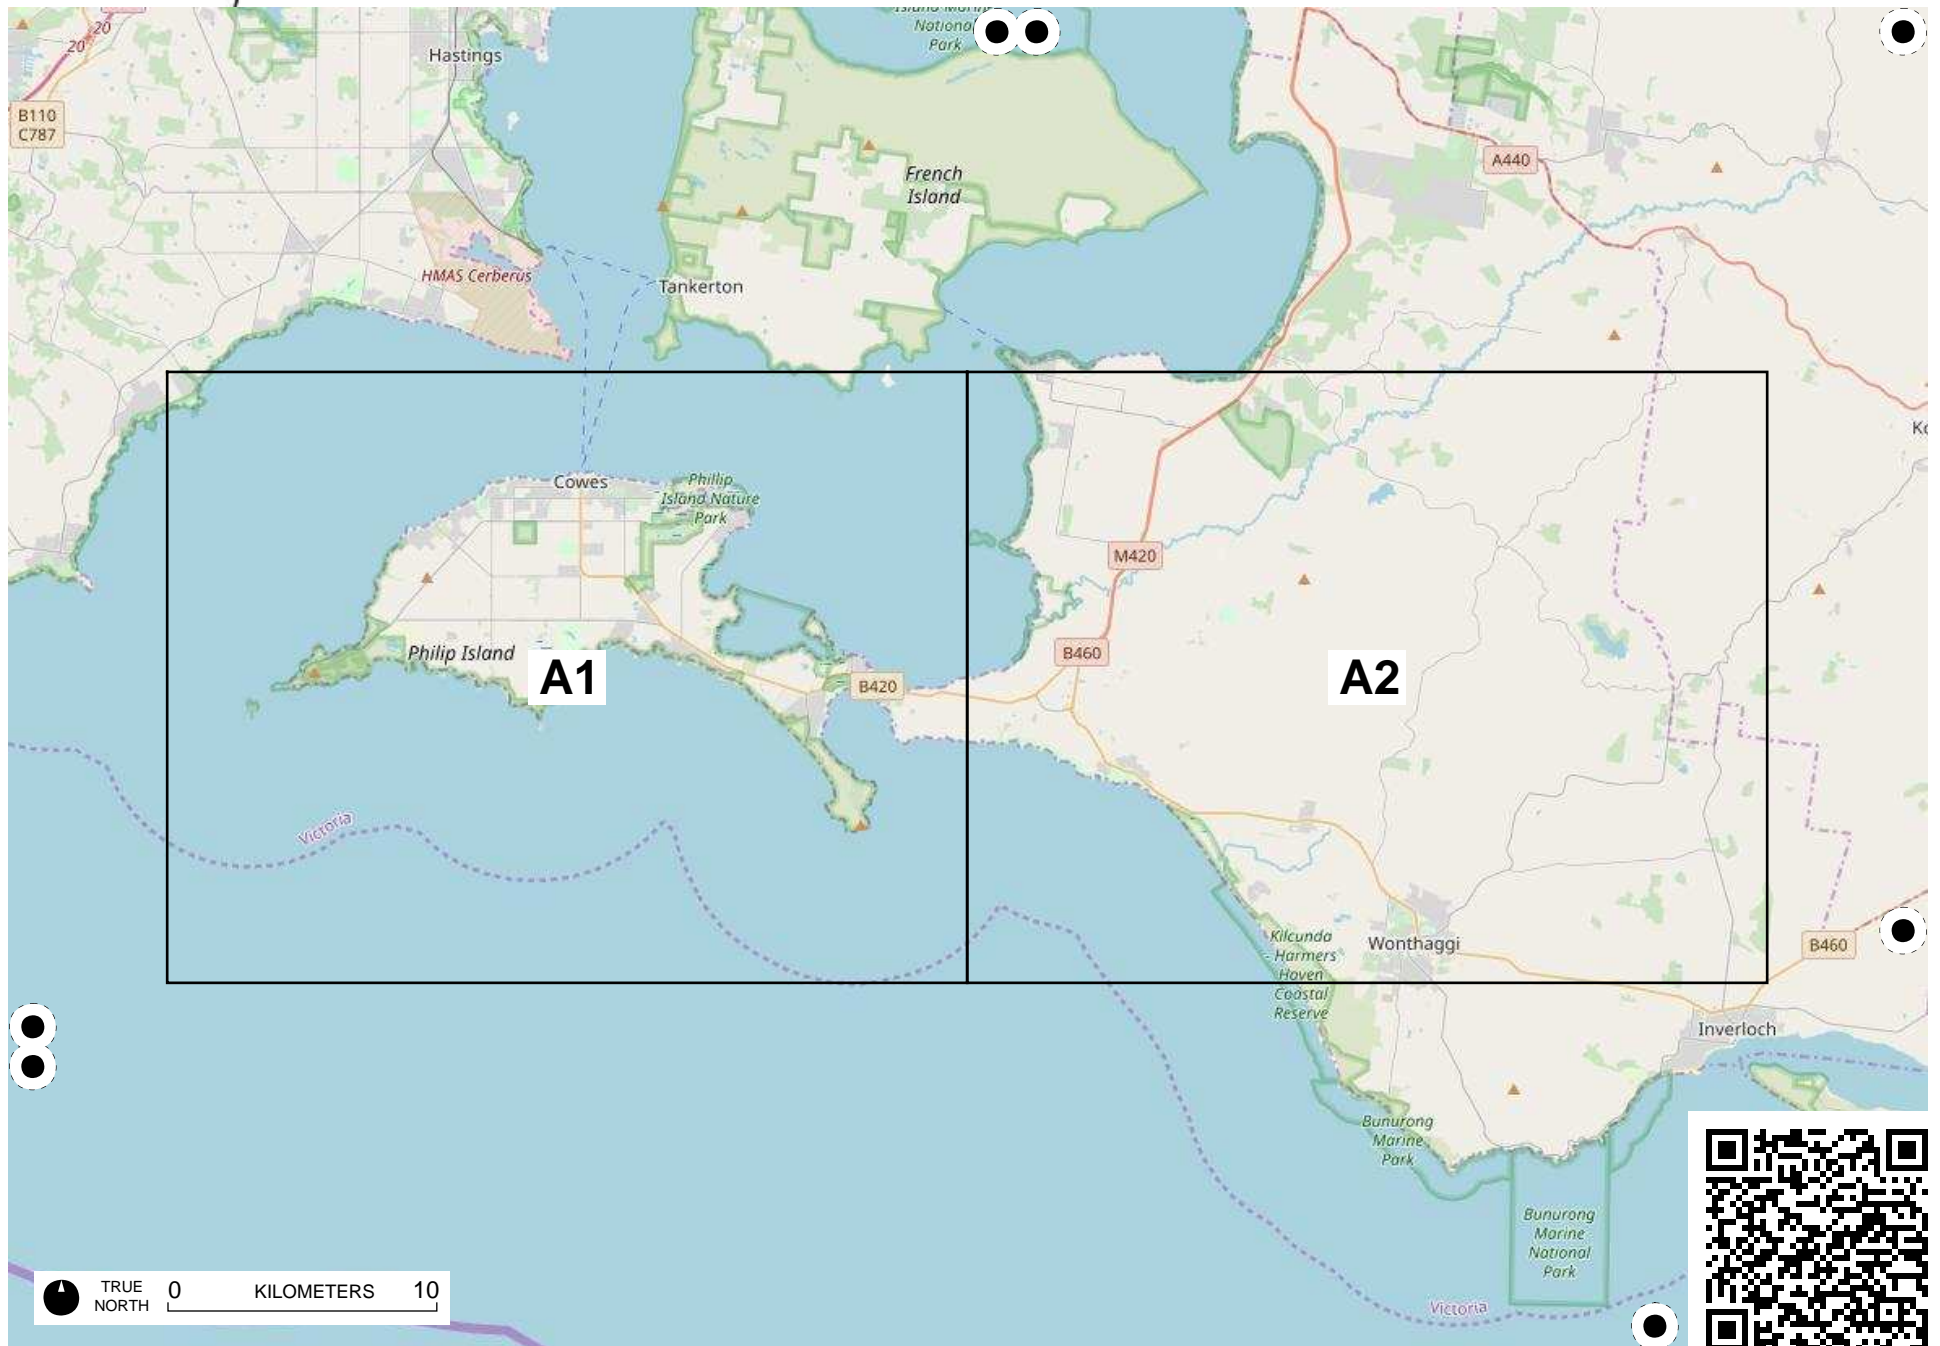 20
20
Hastings
Island Marine
National
Park
B110
C787
A440
French
Island
HMAS Cerberus
Tankerton
Cowes
Phillip
Island Nature
Park
M420
B460
Philip Island
A1
B420
A2
Victoria
Kilcunda
- Harmers
Haven
Coastal
Reserve
Wonthaggi
B460
Inverloch
Bunurong
Marine
Park
Bunurong
Marine
National
Park
Victoria
TRUE
NORTH
0 KILOMETERS 10